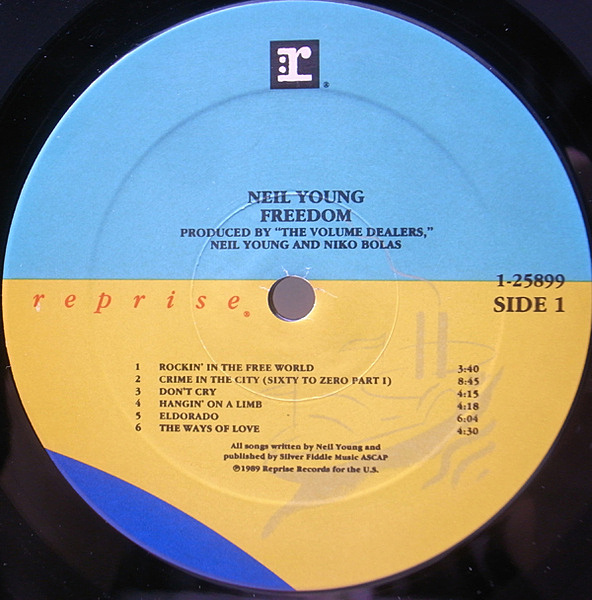 r®
NEIL YOUNG
FREEDOM
PRODUCED BY "THE VOLUME DEALERS,"
NEIL YOUNG AND NIKO BOLAS
reprise®
1-25899
SIDE 1
1 ROCKIN' IN THE FREE WORLD 3:40
2 CRIME IN THE CITY (SIXTY TO ZERO PART 1) 8:45
3 DON'T CRY 4:15
4 HANGIN' ON A LIMB 4:18
5 ELDORADO 6:04
6 THE WAYS OF LOVE 4:30
All songs written by Neil Young and
published by Silver Fiddle Music ASCAP
℗1989 Reprise Records for the U.S.